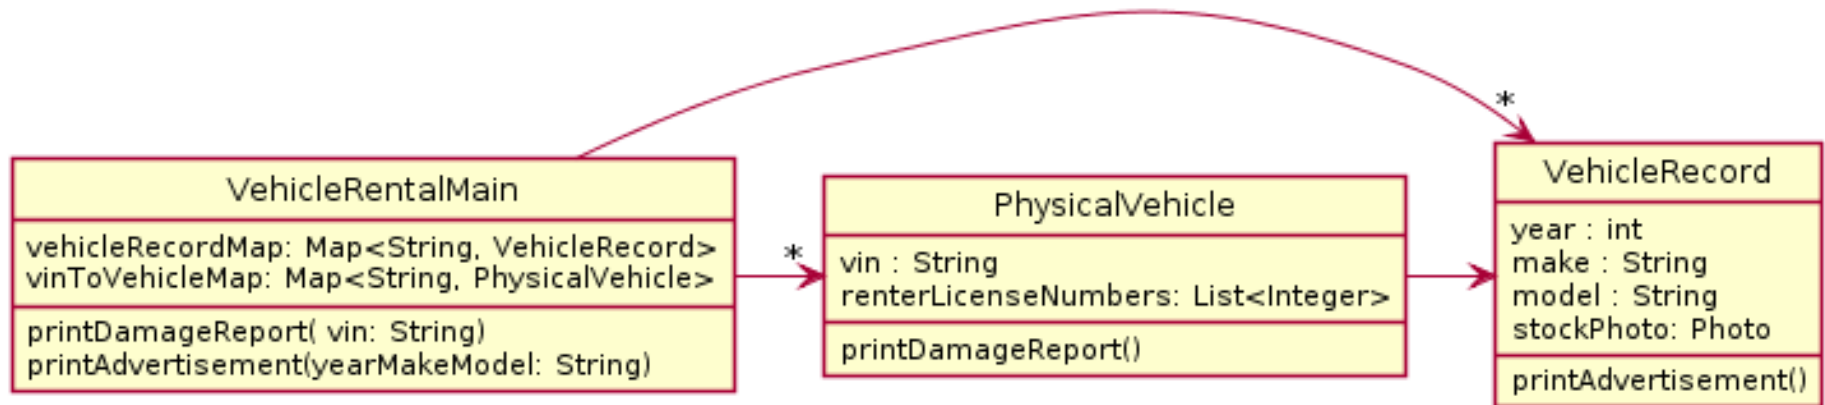 VehicleRentalMain
vehicleRecordMap: Map<String, VehicleRecord>
vinToVehicleMap: Map<String, PhysicalVehicle>
printDamageReport( vin: String)
printAdvertisement(yearMakeModel: String)
*
PhysicalVehicle
vin : String
renterLicenseNumbers: List<Integer>
printDamageReport()
*
VehicleRecord
year : int
make : String
model : String
stockPhoto: Photo
printAdvertisement()